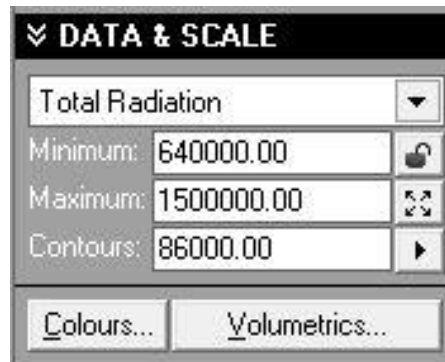 DATA & SCALE
Total Radiation
Minimum: 640000.00
Maximum: 1500000.00
Contours: 86000.00
Colours... Volumetrics...